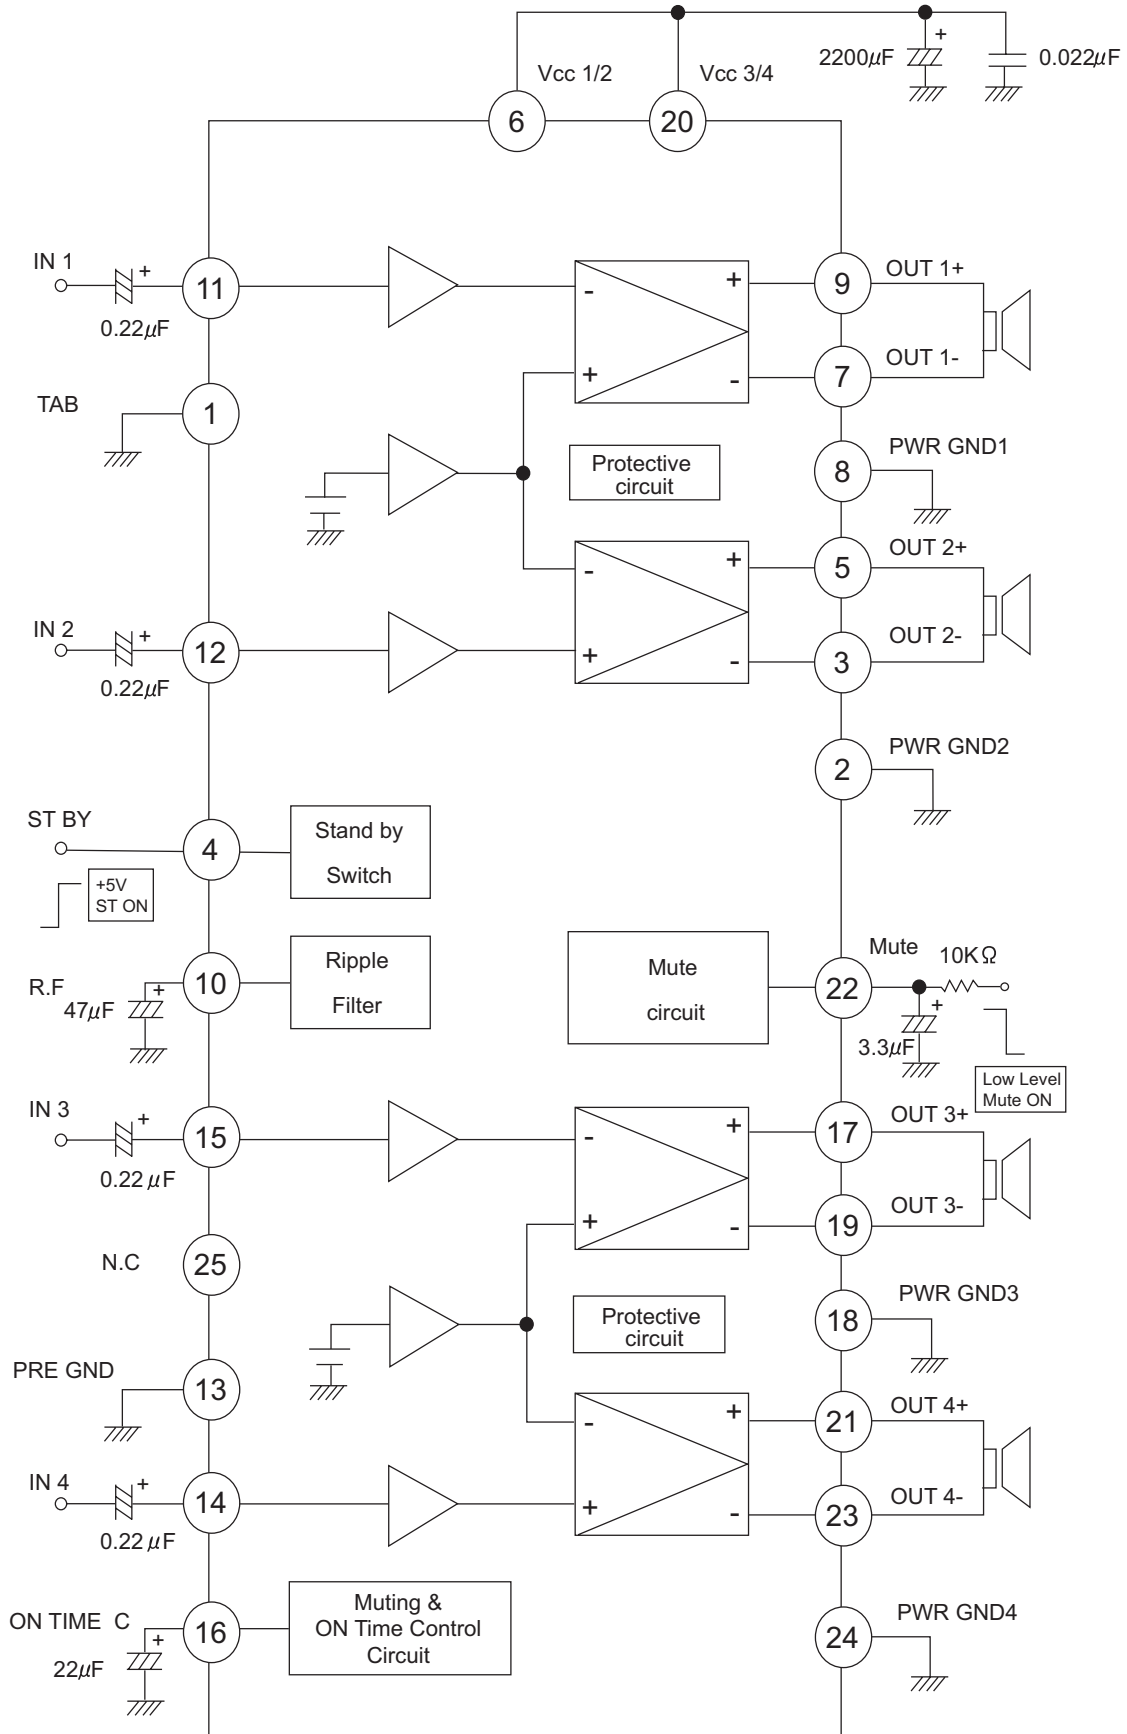 +
2200μF
0.022μF
Vcc 1/2
Vcc 3/4
6
20
IN 1
+
0.22μF
11
-
+
+
-
9
OUT 1+
OUT 1-
7
TAB
1
Protective
circuit
8
PWR GND1
IN 2
+
0.22μF
12
-
+
+
-
5
OUT 2+
OUT 2-
3
2
PWR GND2
ST BY
4
Stand by
Switch
+5V
ST ON
R.F
47μF
+
10
Ripple
Filter
Mute
circuit
22
Mute
10KΩ
+
3.3μF
Low Level
Mute ON
IN 3
+
0.22 μF
15
-
+
+
-
17
OUT 3+
OUT 3-
19
N.C
25
Protective
circuit
18
PWR GND3
PRE GND
13
IN 4
+
0.22 μF
14
-
+
+
-
21
OUT 4+
OUT 4-
23
ON TIME C
+
22μF
16
Muting &
ON Time Control
Circuit
24
PWR GND4